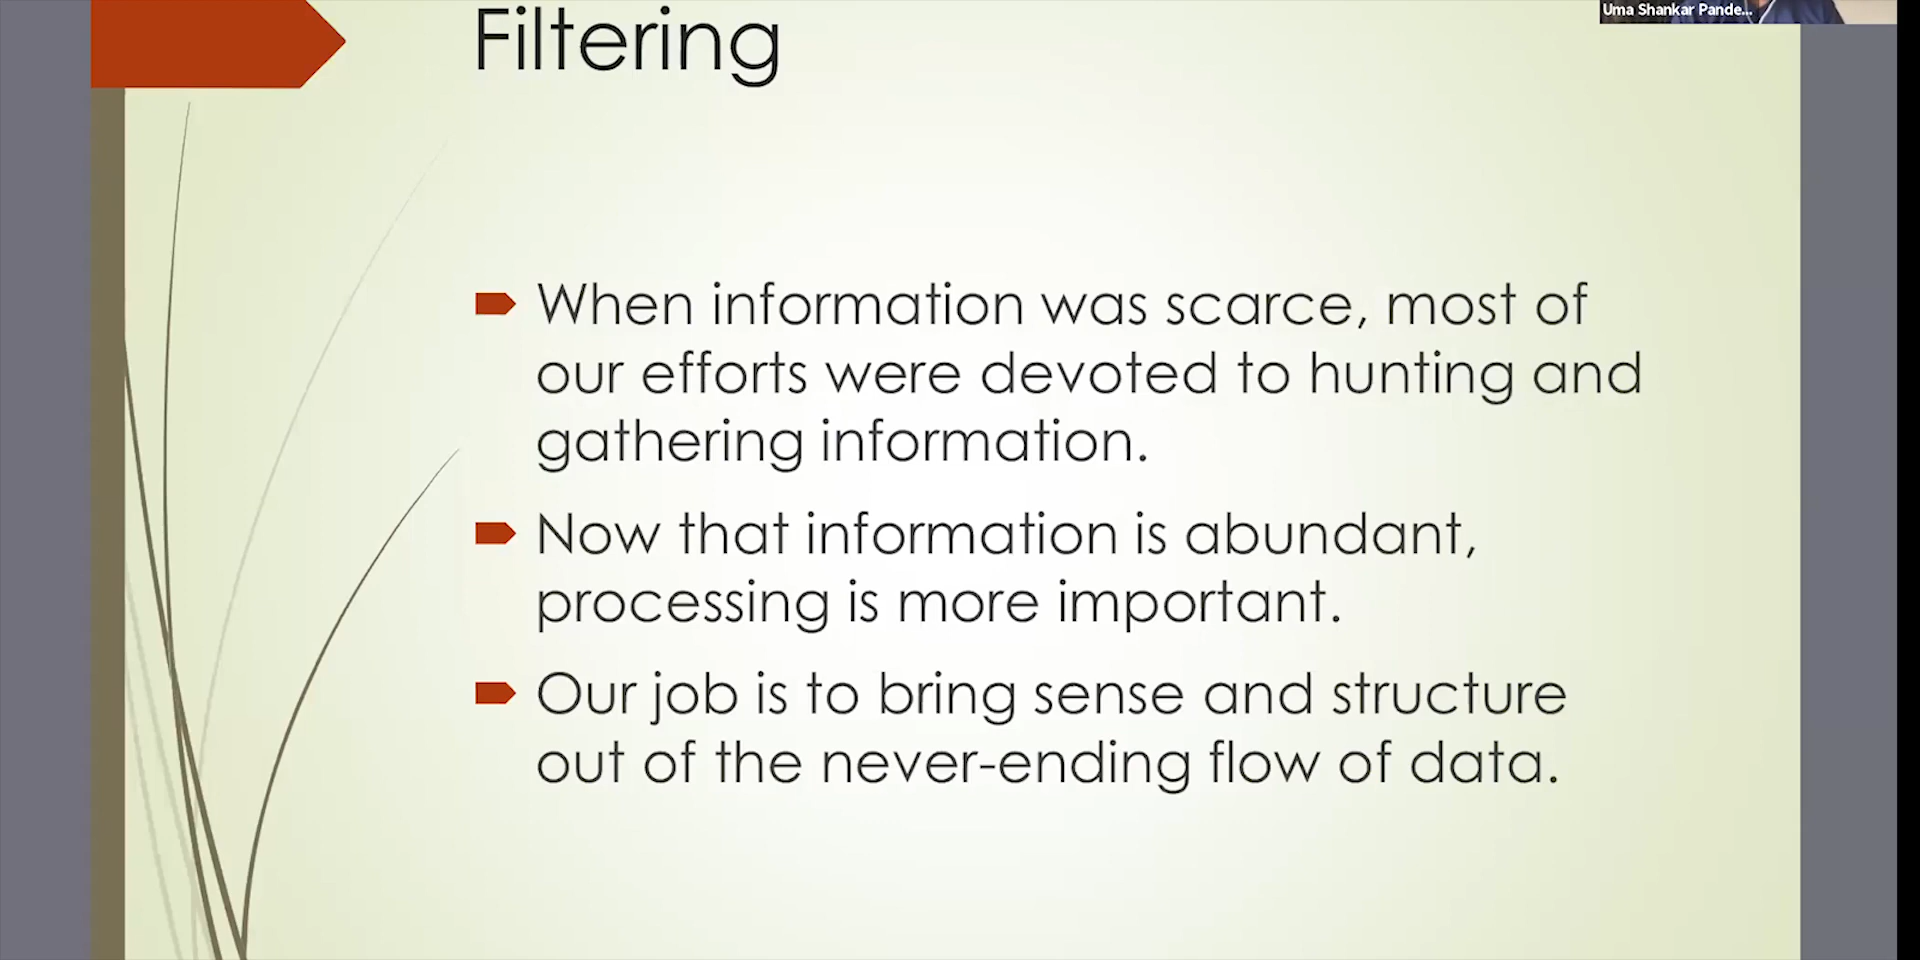 Uma Shankar Pande...
Filtering
When information was scarce, most of
our efforts were devoted to hunting and
gathering information.
Now that information is abundant,
processing is more important.
Our job is to bring sense and structure
out of the never-ending flow of data.